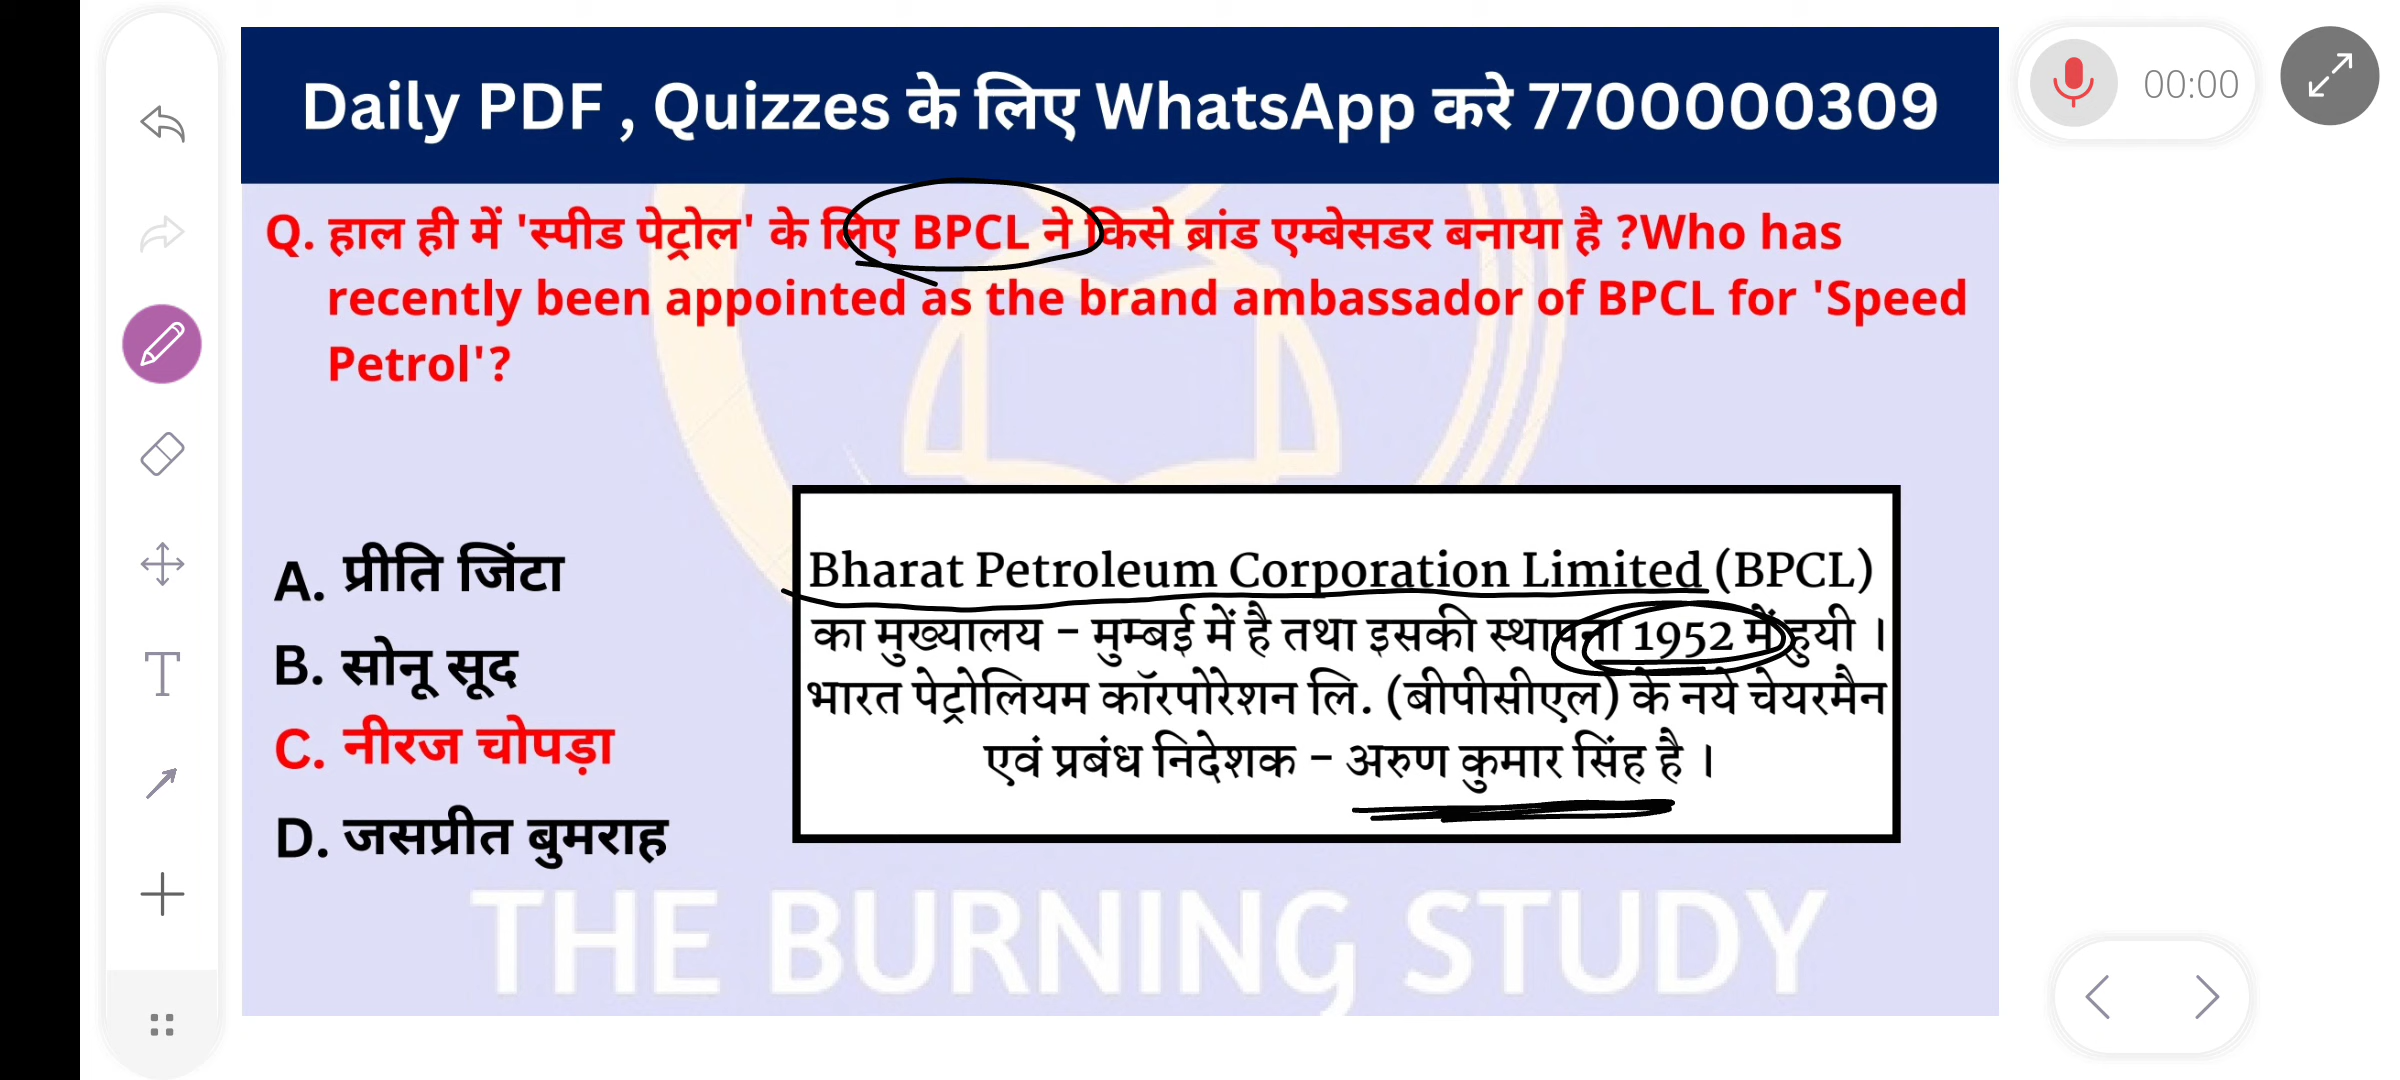 Daily PDF , Quizzes के लिए WhatsApp करे 7700000309
00:00
Q. हाल ही में 'स्पीड पेट्रोल' के लिए BPCL ने किसे ब्रांड एम्बेसडर बनाया है ?Who has
recently been appointed as the brand ambassador of BPCL for 'Speed
Petrol'?
A. प्रीति जिंटा
B. सोनू सूद
C. नीरज चोपड़ा
D. जसप्रीत बुमराह
Bharat Petroleum Corporation Limited (BPCL)
का मुख्यालय – मुम्बई में है तथा इसकी स्थापना 1952 में हुयी ।
भारत पेट्रोलियम कॉरपोरेशन लि. (बीपीसीएल) के नये चेयरमैन
एवं प्रबंध निदेशक – अरुण कुमार सिंह है ।
THE BURNING STUDY
T